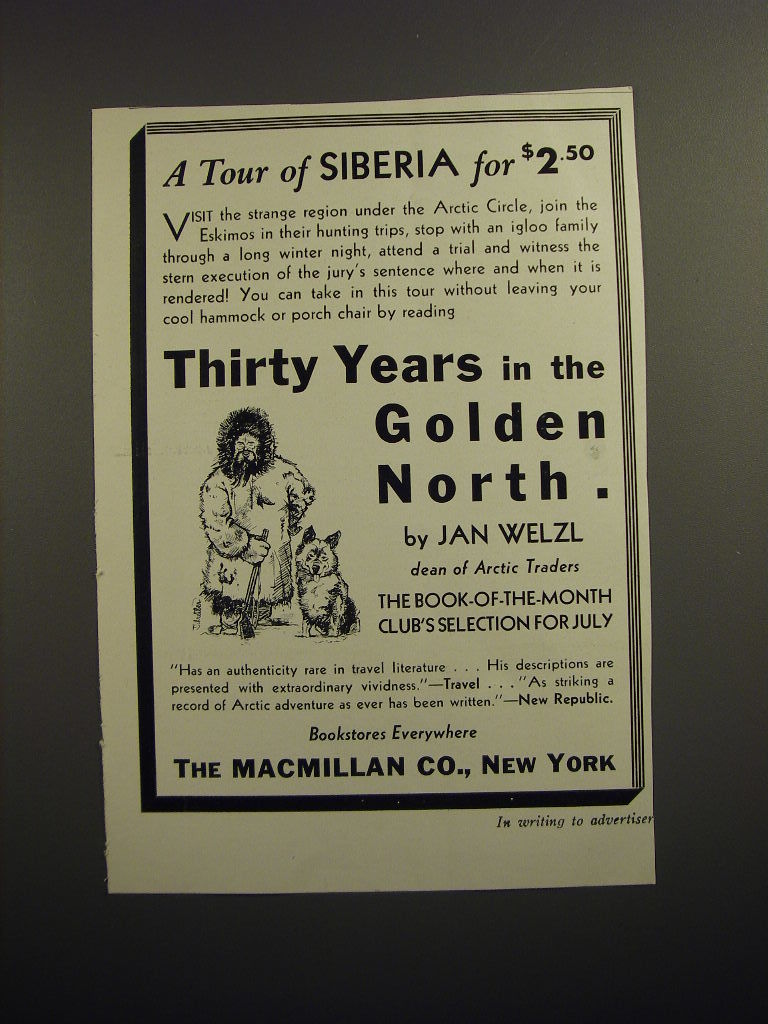 A Tour of SIBERIA for $2.50
VISIT the strange region under the Arctic Circle, join the
Eskimos in their hunting trips, stop with an igloo family
through a long winter night, attend a trial and witness the
stern execution of the jury's sentence where and when it is
rendered! You can take in this tour without leaving your
cool hammock or porch chair by reading
Thirty Years in the
Golden
North.
by JAN WELZL
dean of Arctic Traders
THE BOOK-OF-THE-MONTH
CLUB'S SELECTION FOR JULY
"Has an authenticity rare in travel literature . . . His descriptions are
presented with extraordinary vividness."—Travel . . . "As striking a
record of Arctic adventure as ever has been written."—New Republic.
Bookstores Everywhere
THE MACMILLAN CO., NEW YORK
In writing to advertiser